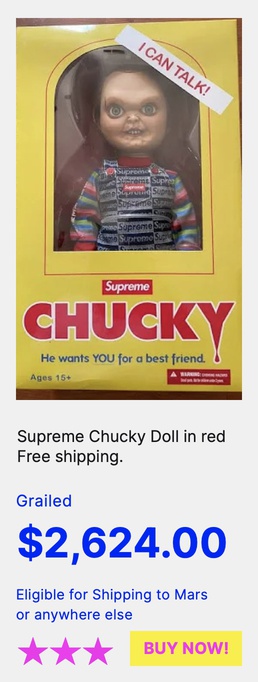 I CAN TALK!
Supreme
CHUCKY
He wants YOU for a best friend.
Ages 15+
WARNING:
Supreme Chucky Doll in red
Free shipping.
Grailed
$2,624.00
Eligible for Shipping to Mars
or anywhere else
BUY NOW!